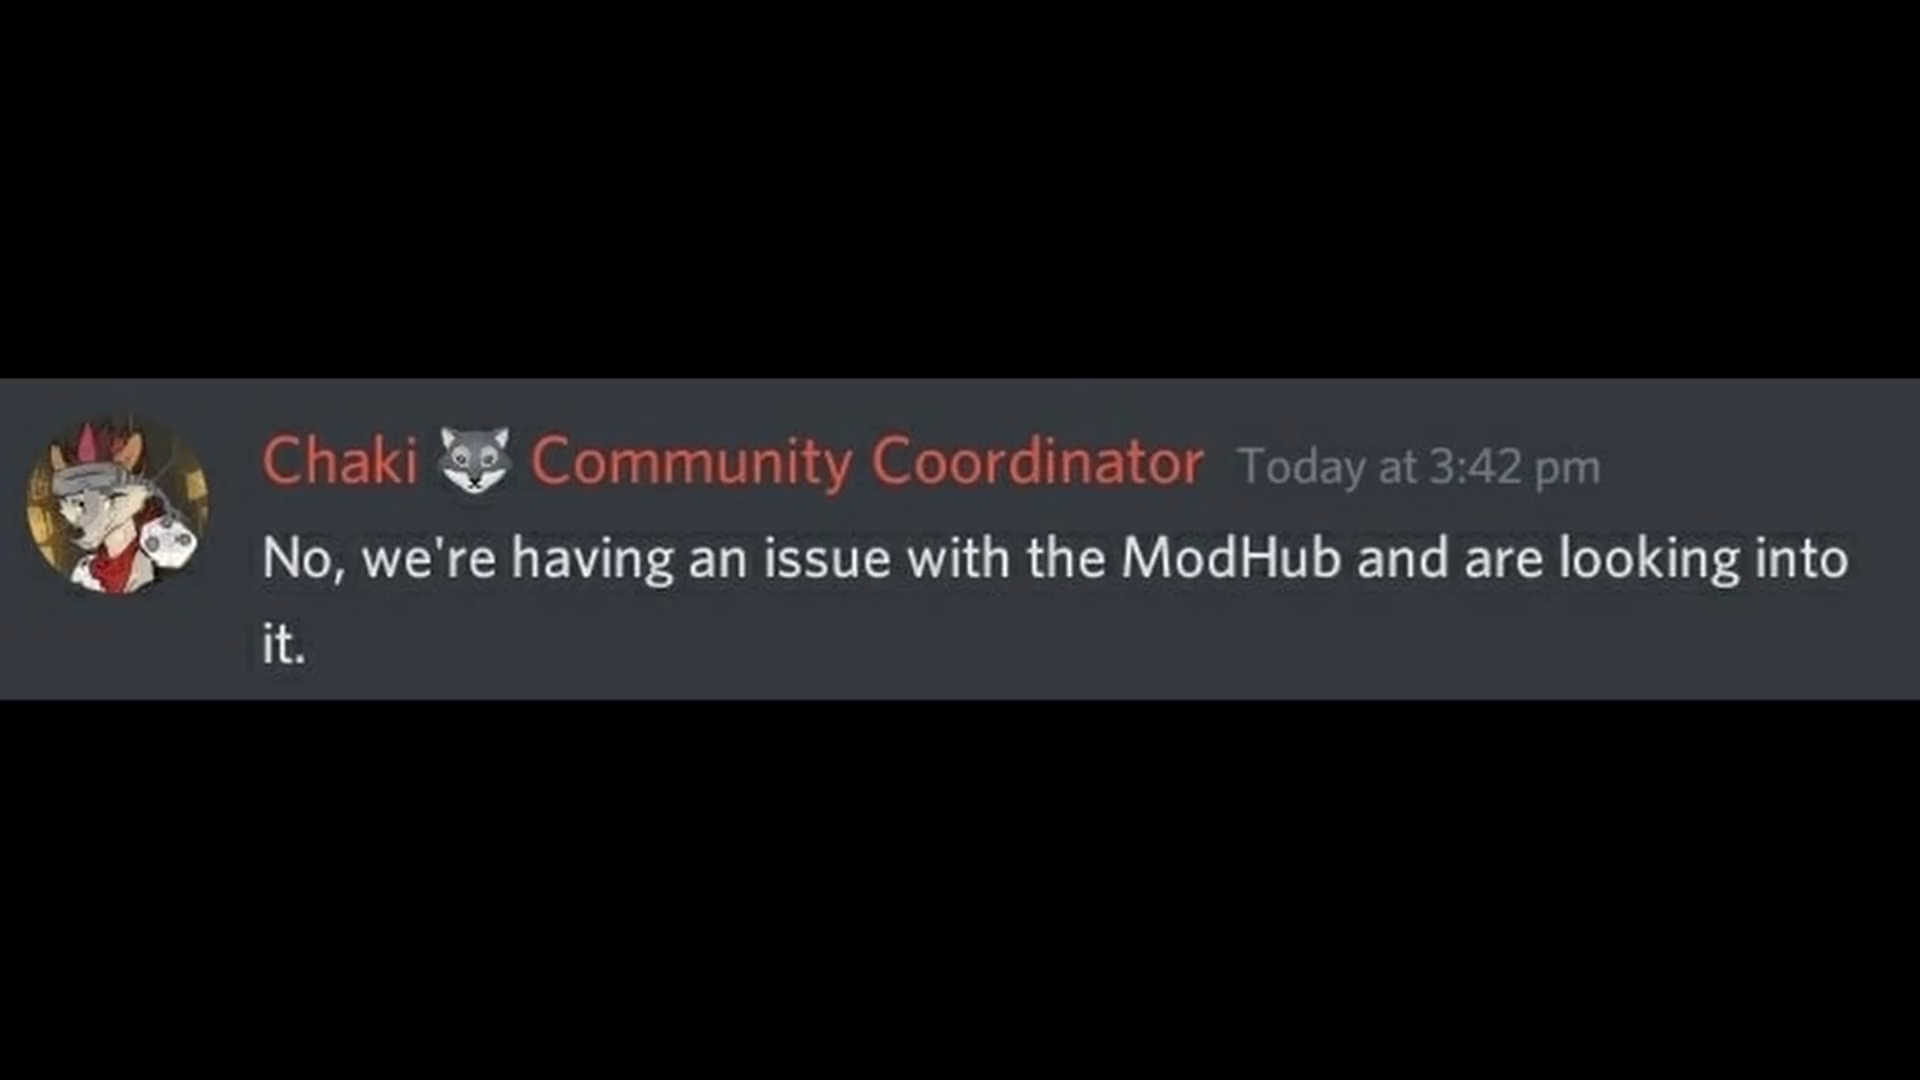 Chaki 🐺 Community Coordinator Today at 3:42 pm
No, we're having an issue with the ModHub and are looking into
it.